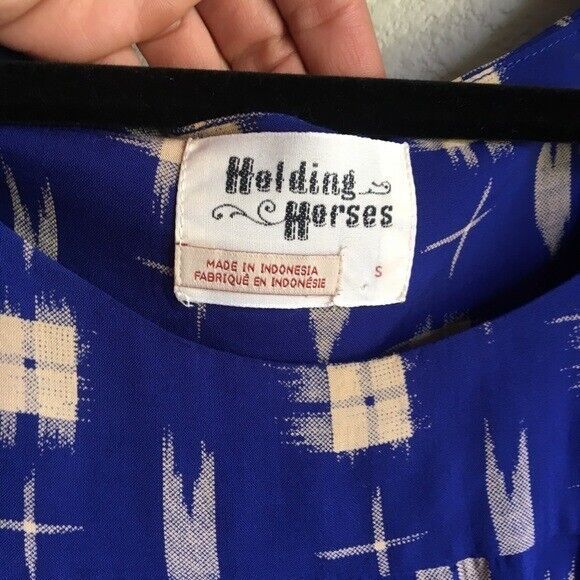 Holding
Horses
MADE IN INDONESIA
FABRIQUÉ EN INDONÉSIE
S